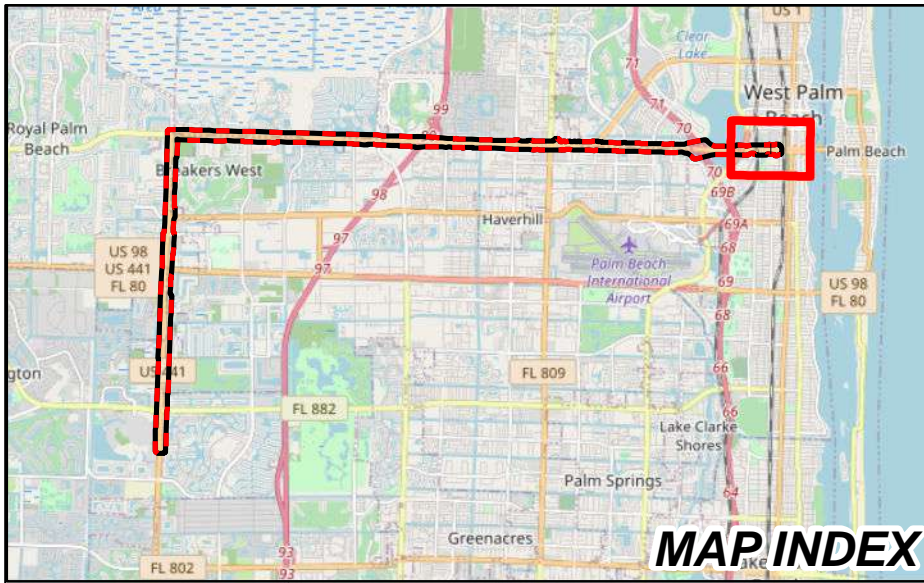 US 1
Clear
Lake
71
71
99
70
West Palm
Beach
Royal Palm
Beach
Palm Beach
Breakers West
70
98
69B
Haverhill
69A
97
68
US 98
US 441
FL 80
97
Palm Beach
International
Airport
69
US 98
FL 80
68
US 441
FL 809
66
gton
FL 882
66
Lake Clarke
Shores
Palm Springs
64
Greenacres
93
93
FL 802
MAP INDEX